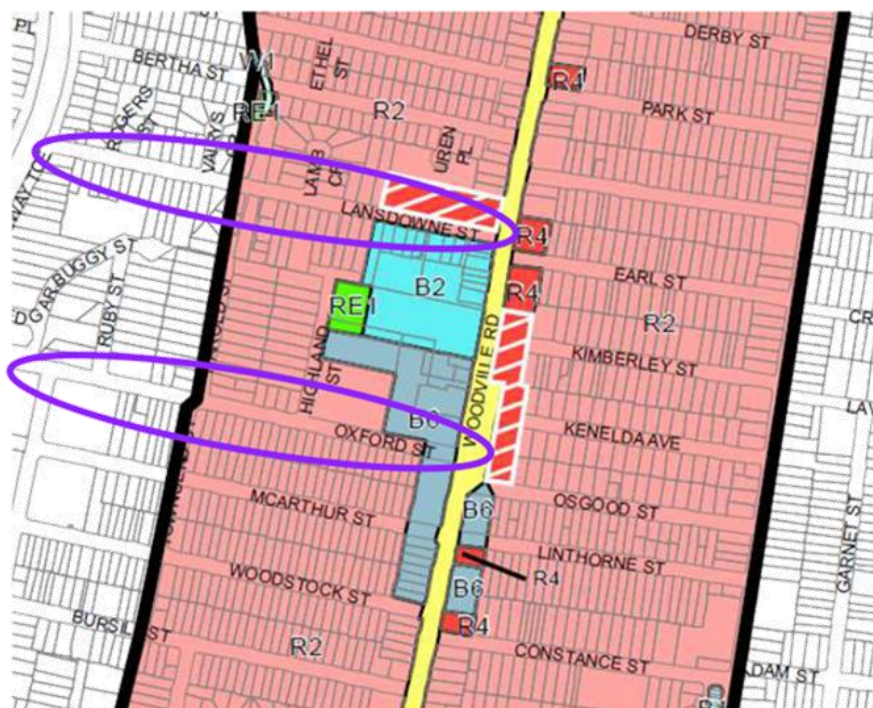 PL
BERTHA ST
ETHEL
ST
W1
RE1
R2
DERBY ST
R4
PARK ST
ROGERS
ST
LAMB
UREN
PL
LANSDOWNE ST
R4
EARL ST
B2
R4
R2
RE1
RUBY ST
KIMBERLEY ST
WOODVILLE RD
HIGHLAND
ST
B6
OXFORD ST
KENELDA AVE
MCARTHUR ST
B6
OSGOOD ST
LINTHORNE ST
R4
GARNET ST
WOODSTOCK ST
B6
R4
R2
CONSTANCE ST